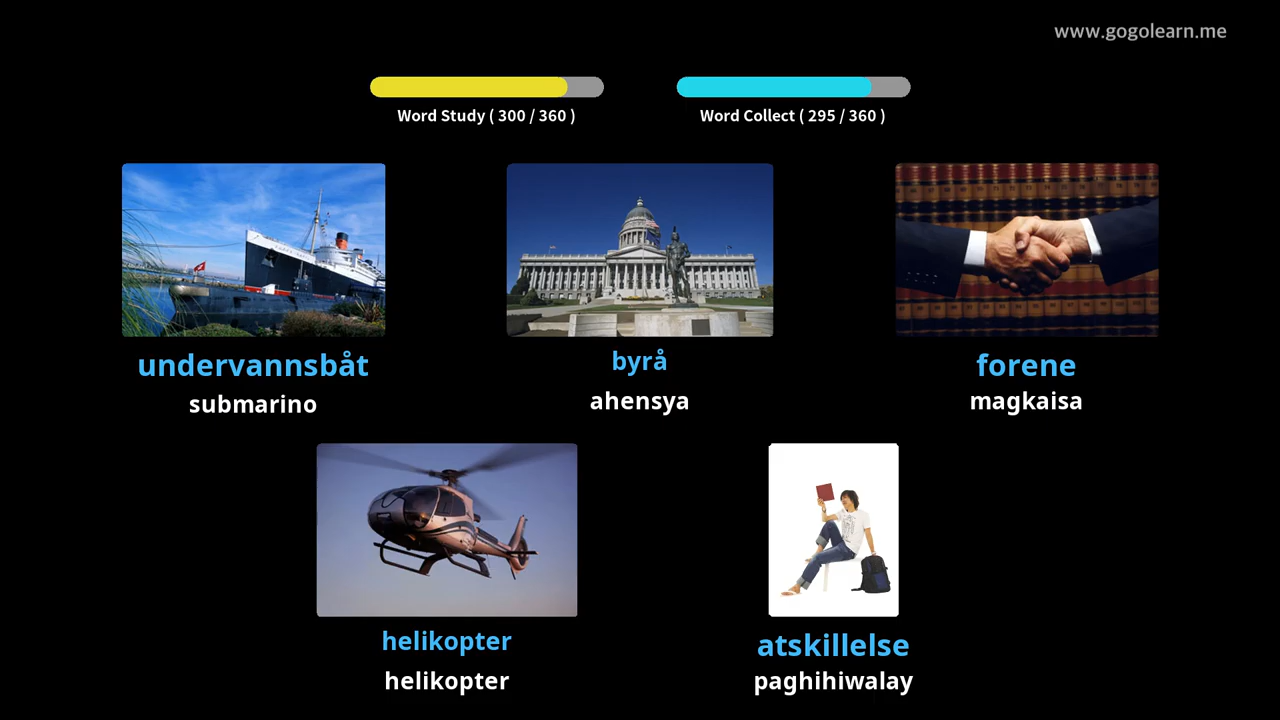 www.gogolearn.me
Word Study ( 300 / 360 )
Word Collect ( 295 / 360 )
undervannsbåt
submarino
byrå
ahensya
forene
magkaisa
helikopter
helikopter
atskillelse
paghihiwalay